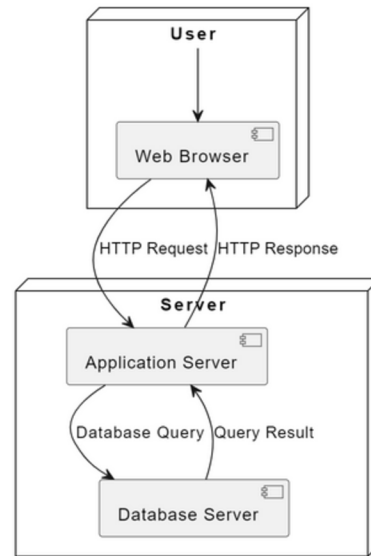 User
Web Browser
HTTP Request HTTP Response
Server
Application Server
Database Query Query Result
Database Server